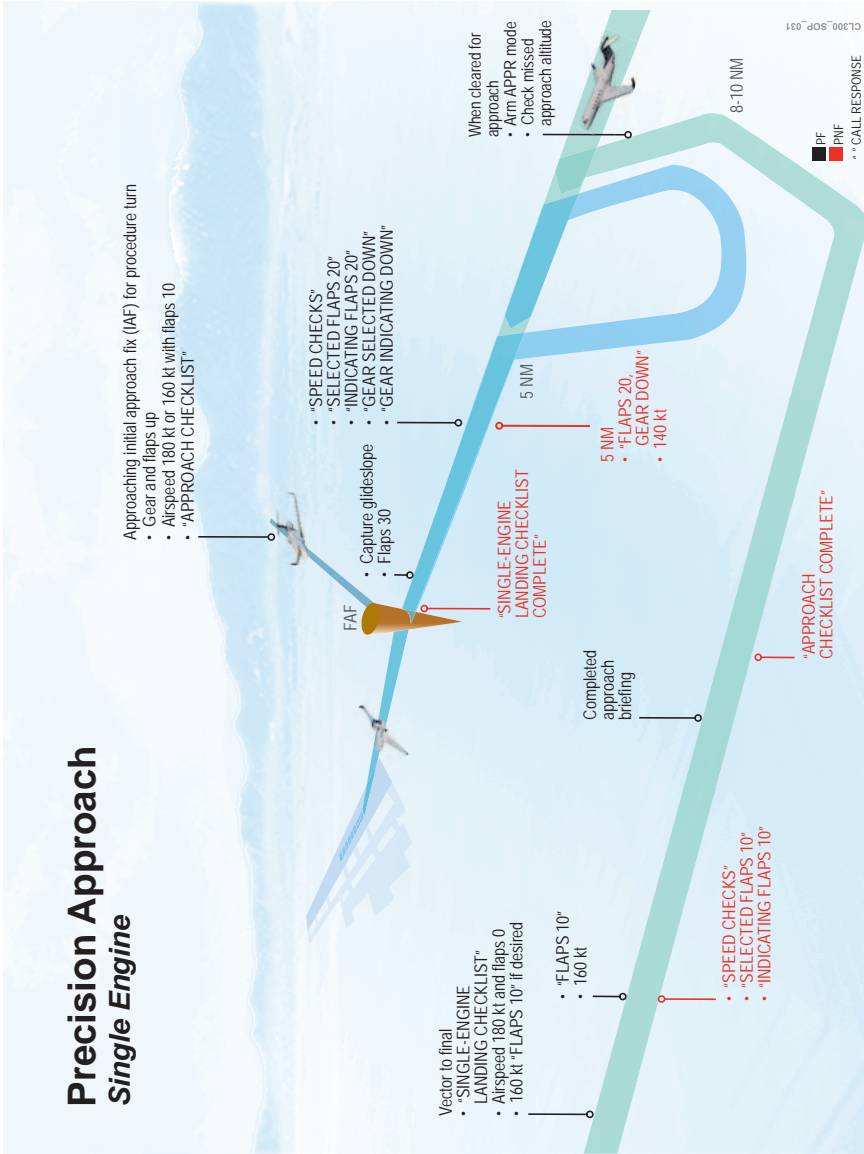 Precision Approach
Single Engine
Vector to final
• “SINGLE-ENGINE
LANDING CHECKLIST”
• Airspeed 180 kt and flaps 0
• 160 kt “FLAPS 10” if desired
• “FLAPS 10”
• 160 kt
• “SPEED CHECKS”
• “SELECTED FLAPS 10”
• “INDICATING FLAPS 10”
Completed
approach
briefing
“APPROACH
CHECKLIST COMPLETE”
Approaching initial approach fix (IAF) for procedure turn
• Gear and flaps up
• Airspeed 180 kt or 160 kt with flaps 10
• “APPROACH CHECKLIST”
FAF
• Capture glideslope
• Flaps 30
“SINGLE-ENGINE
LANDING CHECKLIST
COMPLETE”
• “SPEED CHECKS”
• “SELECTED FLAPS 20”
• “INDICATING FLAPS 20”
• “GEAR SELECTED DOWN”
• “GEAR INDICATING DOWN”
5 NM
5 NM
• “FLAPS 20,
GEAR DOWN”
• 140 kt
When cleared for
approach
• Arm APPR mode
• Check missed
approach altitude
8-10 NM
PF
PNF
“ ” CALL RESPONSE
CL300_SOP_031